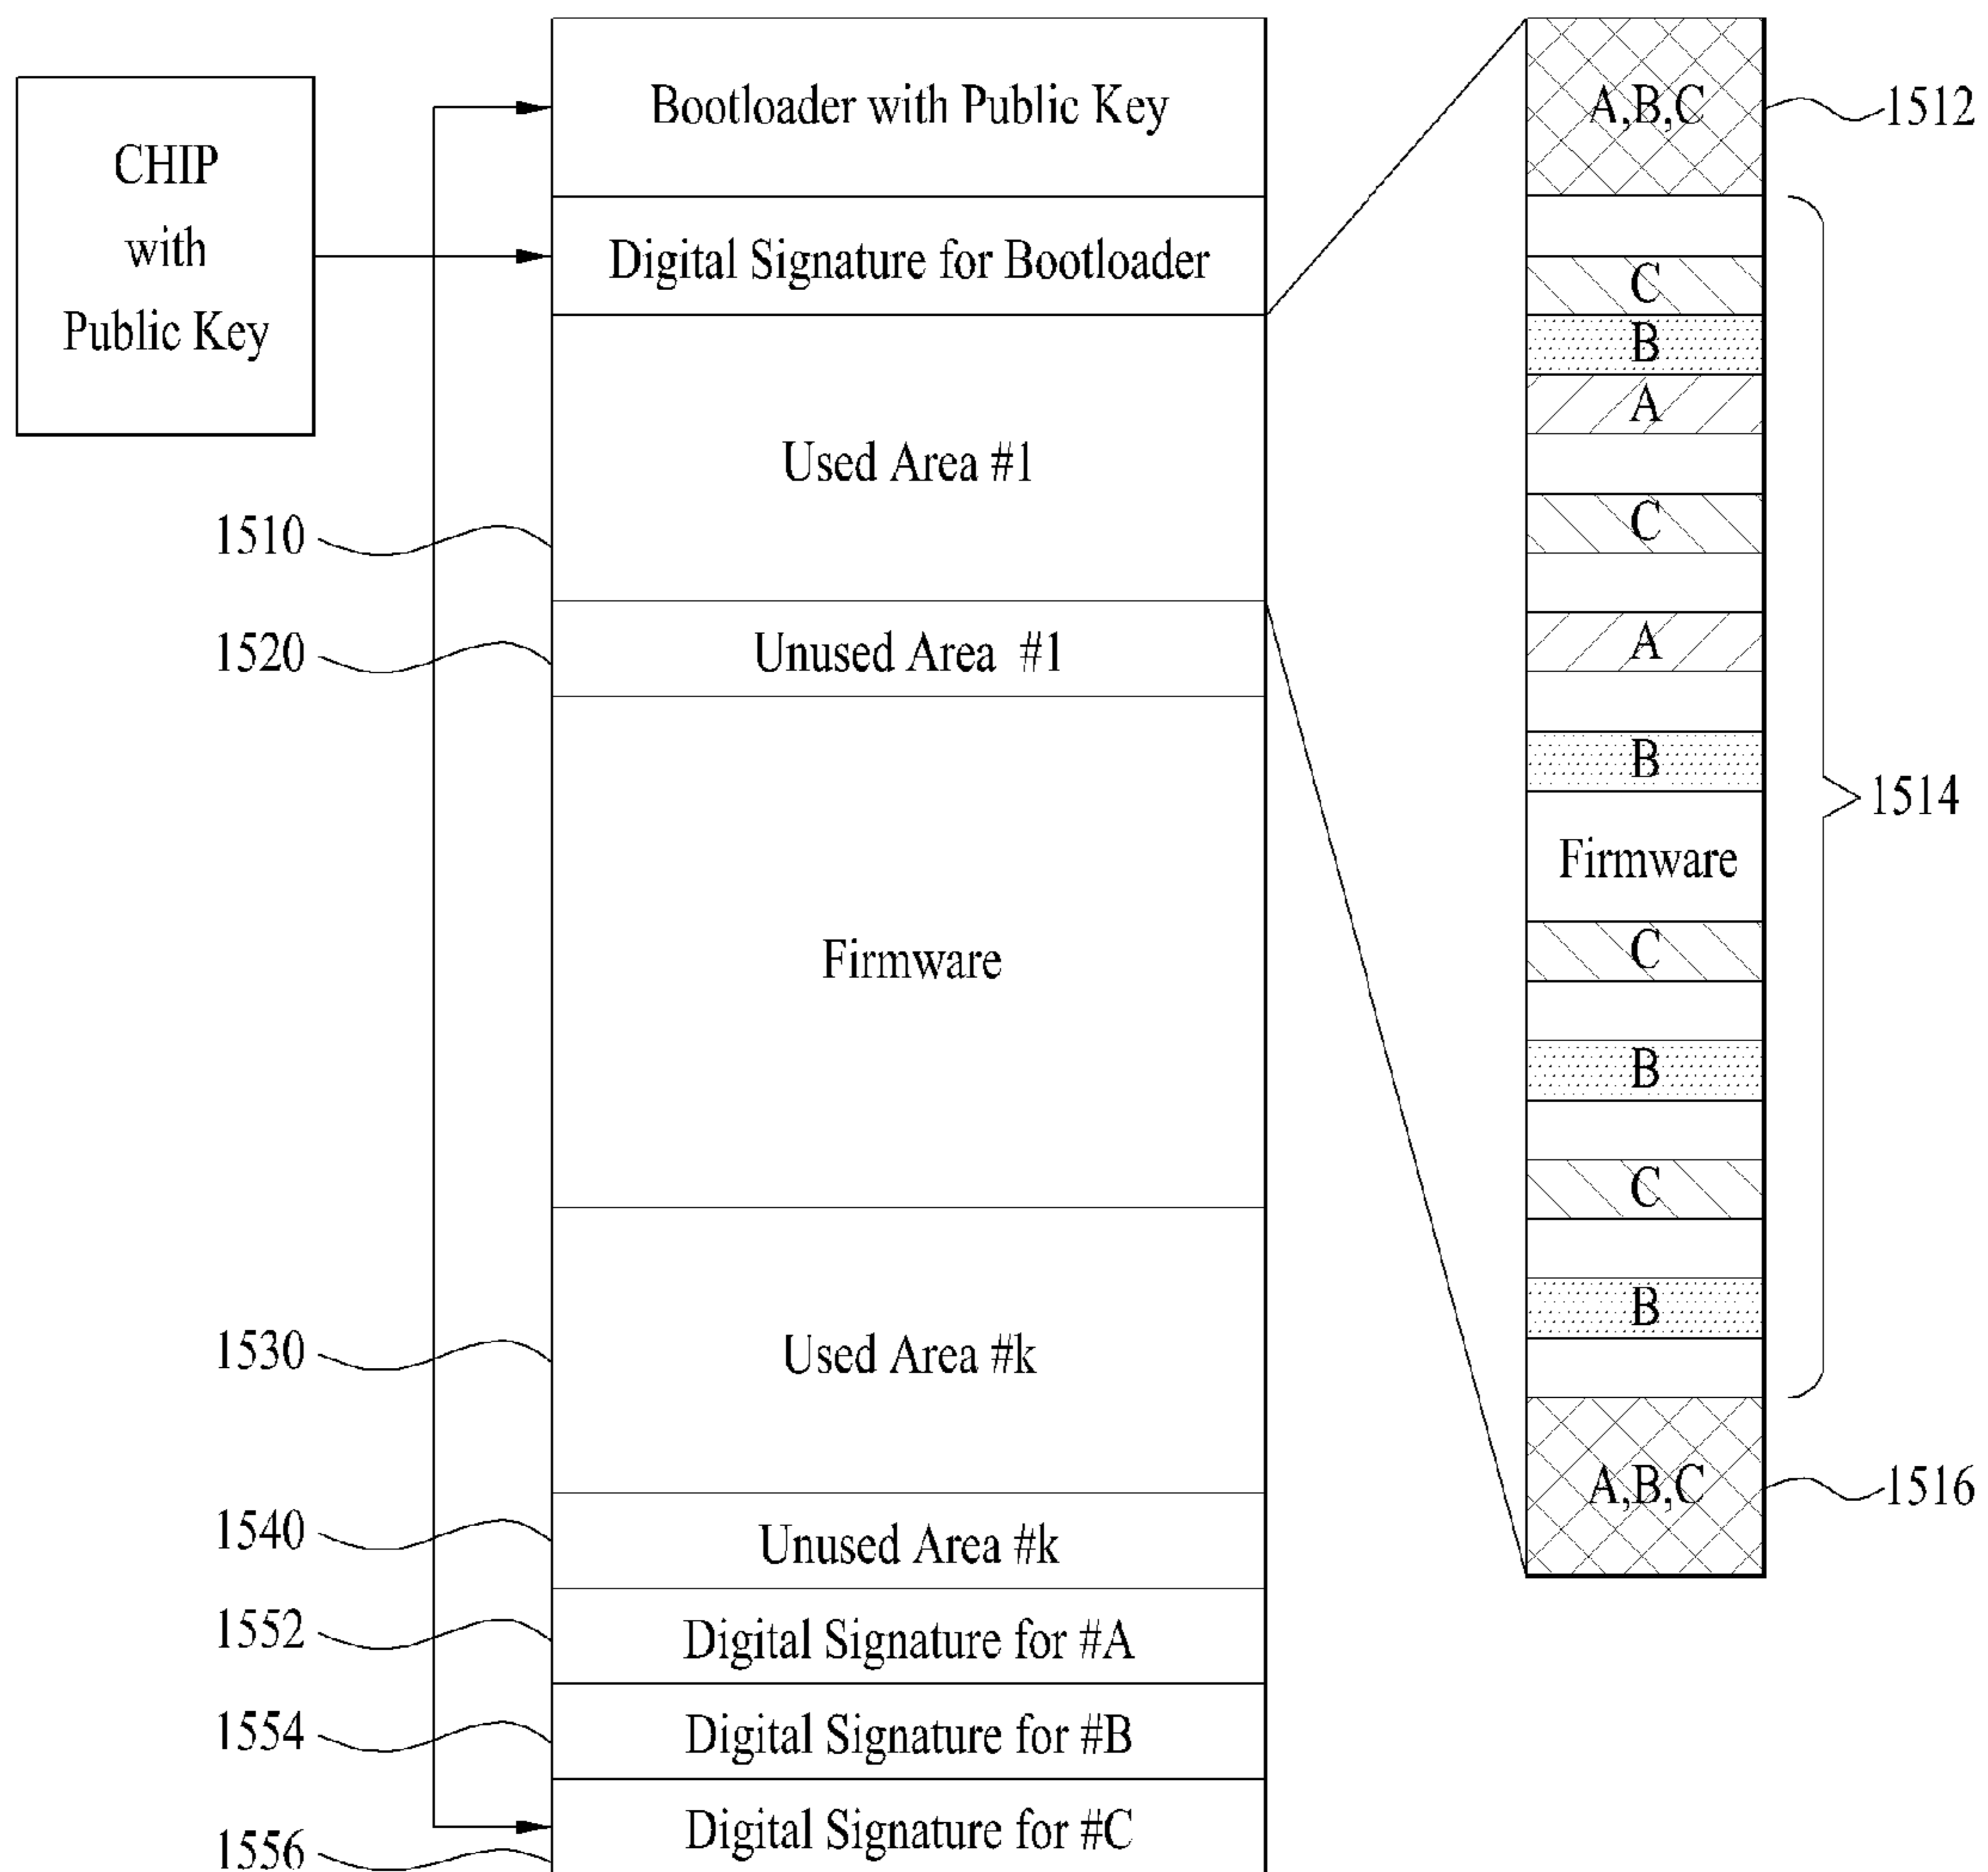 CHIP
with
Public Key
Bootloader with Public Key
Digital Signature for Bootloader
Used Area #1
1510
1520
Unused Area #1
Firmware
1530
Used Area #k
1540
Unused Area #k
1552
Digital Signature for #A
1554
Digital Signature for #B
1556
Digital Signature for #C
A,B,C
1512
C
B
A
C
A
B
1514
Firmware
C
B
C
B
A,B,C
1516